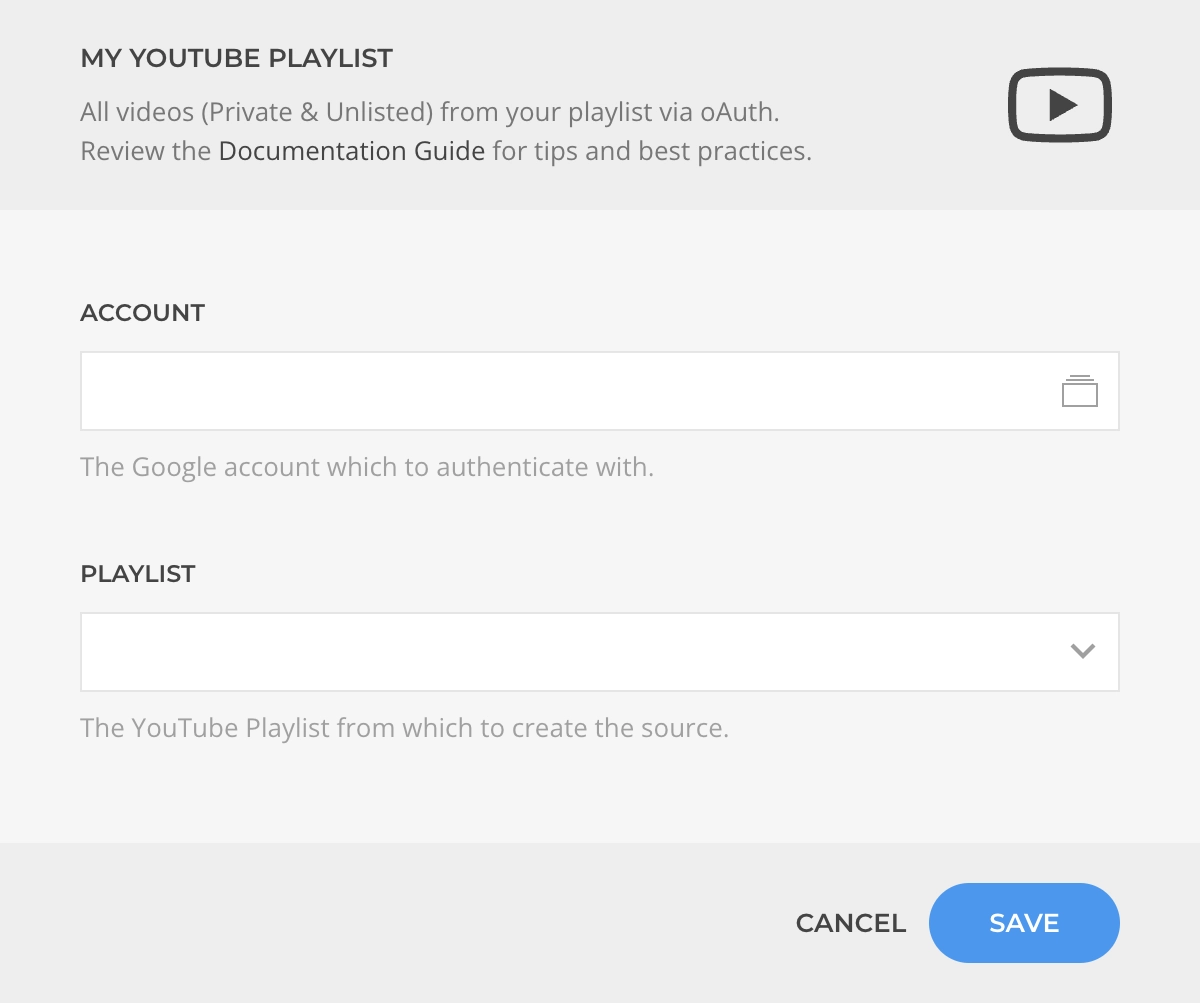 MY YOUTUBE PLAYLIST
All videos (Private & Unlisted) from your playlist via oAuth.
Review the Documentation Guide for tips and best practices.
ACCOUNT
The Google account which to authenticate with.
PLAYLIST
The YouTube Playlist from which to create the source.
CANCEL SAVE